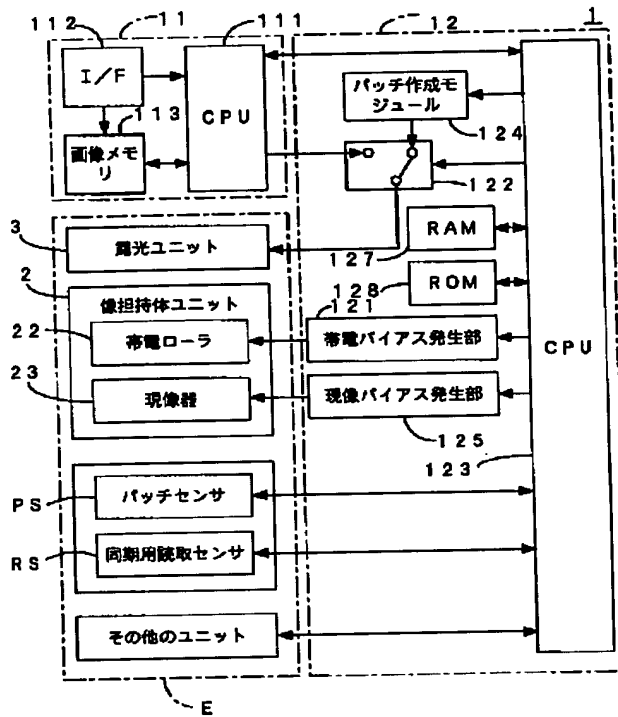 112
11
111
12
1
I/F
113
CPU
画像メモ
リ
パッチ作成モ
ジュール
124
122
3
露光ユニット
127
RAM
2
像担持体ユニット
128
ROM
121
22
帯電ローラ
帯電バイアス発生部
CPU
23
現像器
現像バイアス発生部
125
123
PS
パッチセンサ
RS
同期用読取センサ
その他のユニット
E